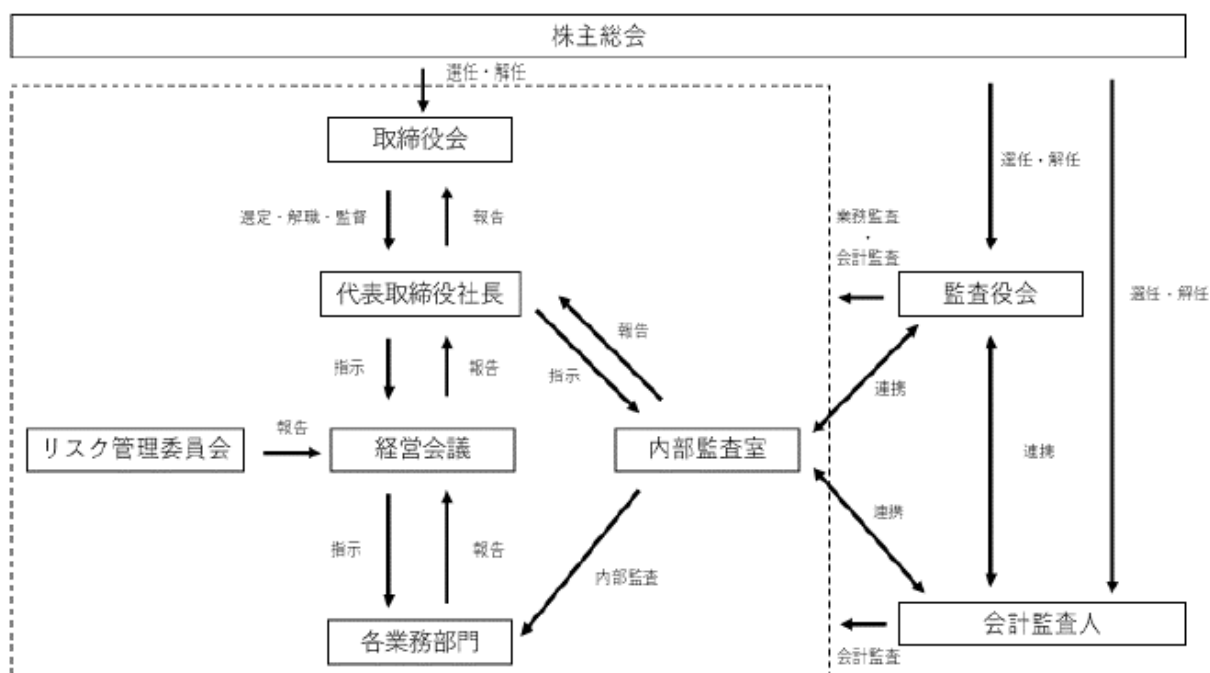 株主総会
選任・解任
取締役会
選任・解任
選定・解職・監督
報告
業務監査
・
会計監査
代表取締役社長
監査役会
選任・解任
報告
指示
報告
指示
連携
報告
リスク管理委員会
経営会議
内部監査室
連携
連携
指示
報告
内部監査
各業務部門
会計監査人
会計監査